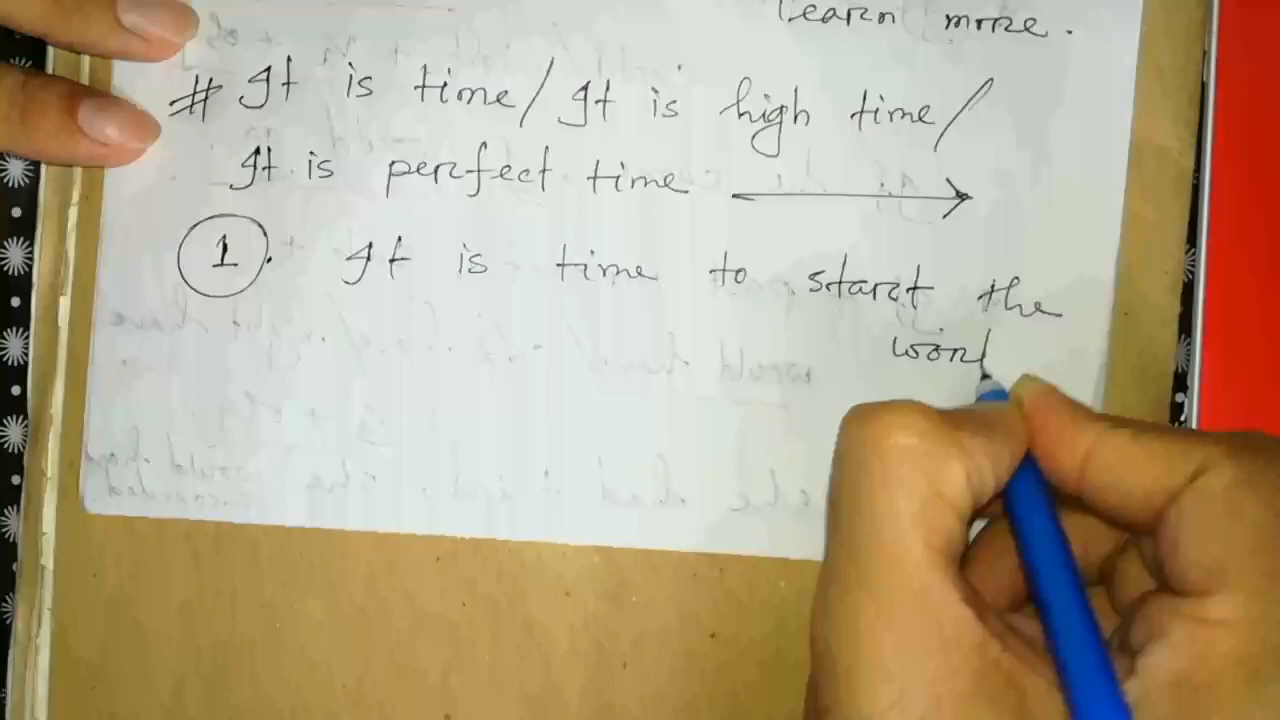 Learn more.
# It is time/It is high time/
It is perfect time →
1. It is time to start the
work